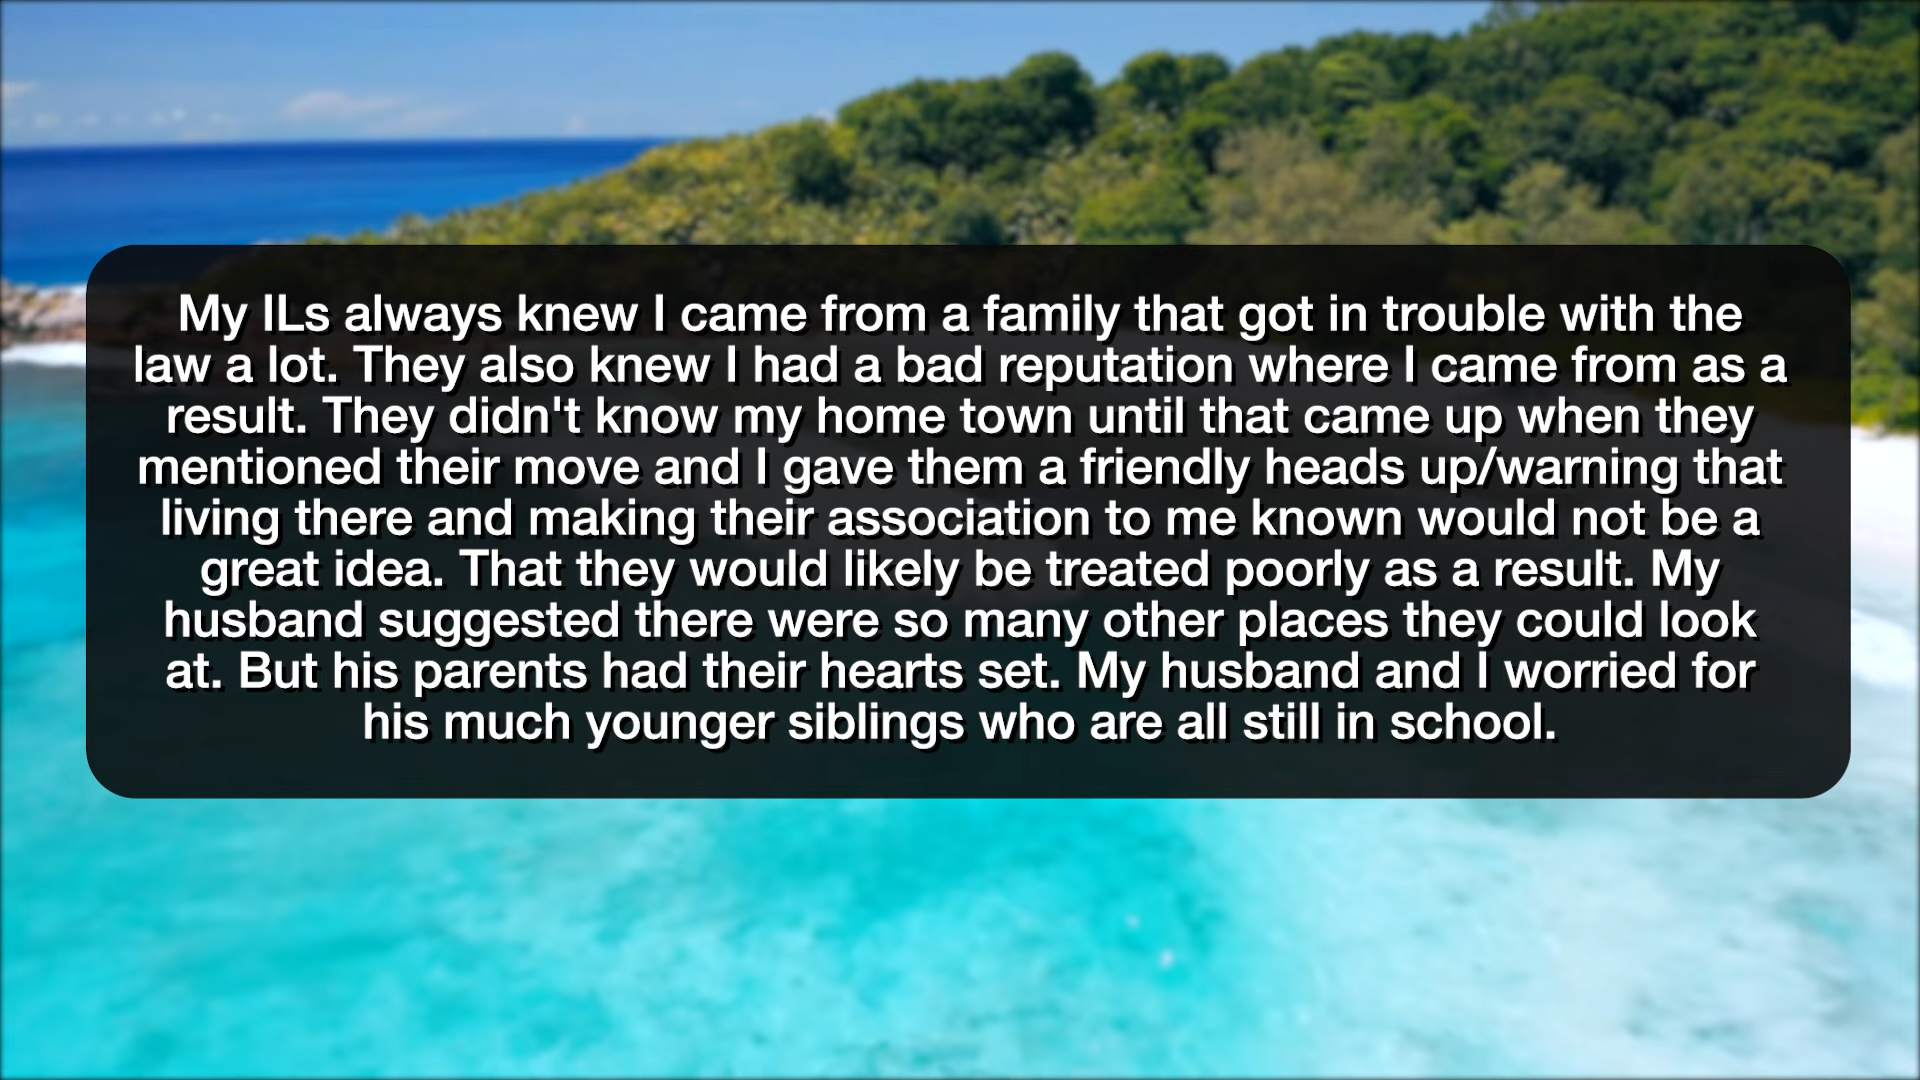 My ILs always knew I came from a family that got in trouble with the
law a lot. They also knew I had a bad reputation where I came from as a
result. They didn't know my home town until that came up when they
mentioned their move and I gave them a friendly heads up/warning that
living there and making their association to me known would not be a
great idea. That they would likely be treated poorly as a result. My
husband suggested there were so many other places they could look
at. But his parents had their hearts set. My husband and I worried for
his much younger siblings who are all still in school.